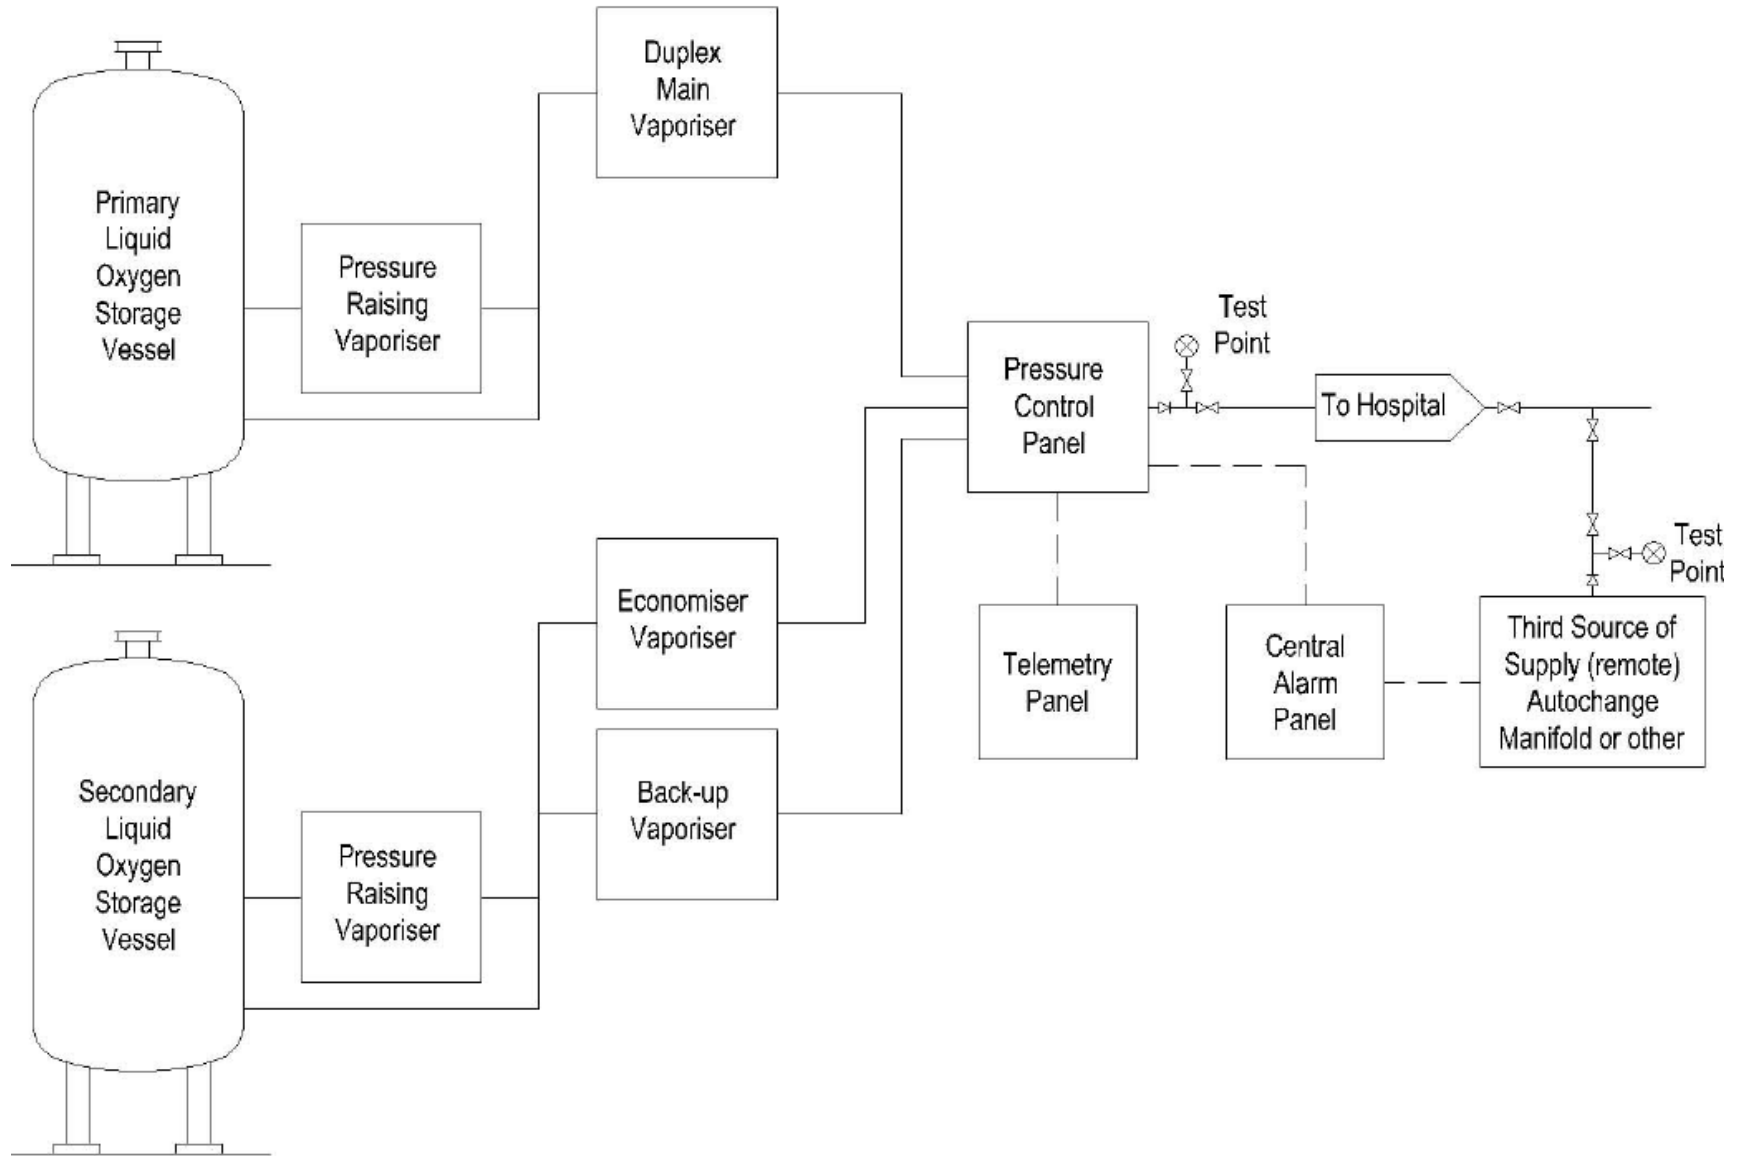 Duplex
Main
Vaporiser
Primary
Liquid
Oxygen
Storage
Vessel
Pressure
Raising
Vaporiser
Test
Point
Pressure
Control
Panel
To Hospital
Test
Point
Economiser
Vaporiser
Telemetry
Panel
Central
Alarm
Panel
Third Source of
Supply (remote)
Autochange
Manifold or other
Secondary
Liquid
Oxygen
Storage
Vessel
Pressure
Raising
Vaporiser
Back-up
Vaporiser